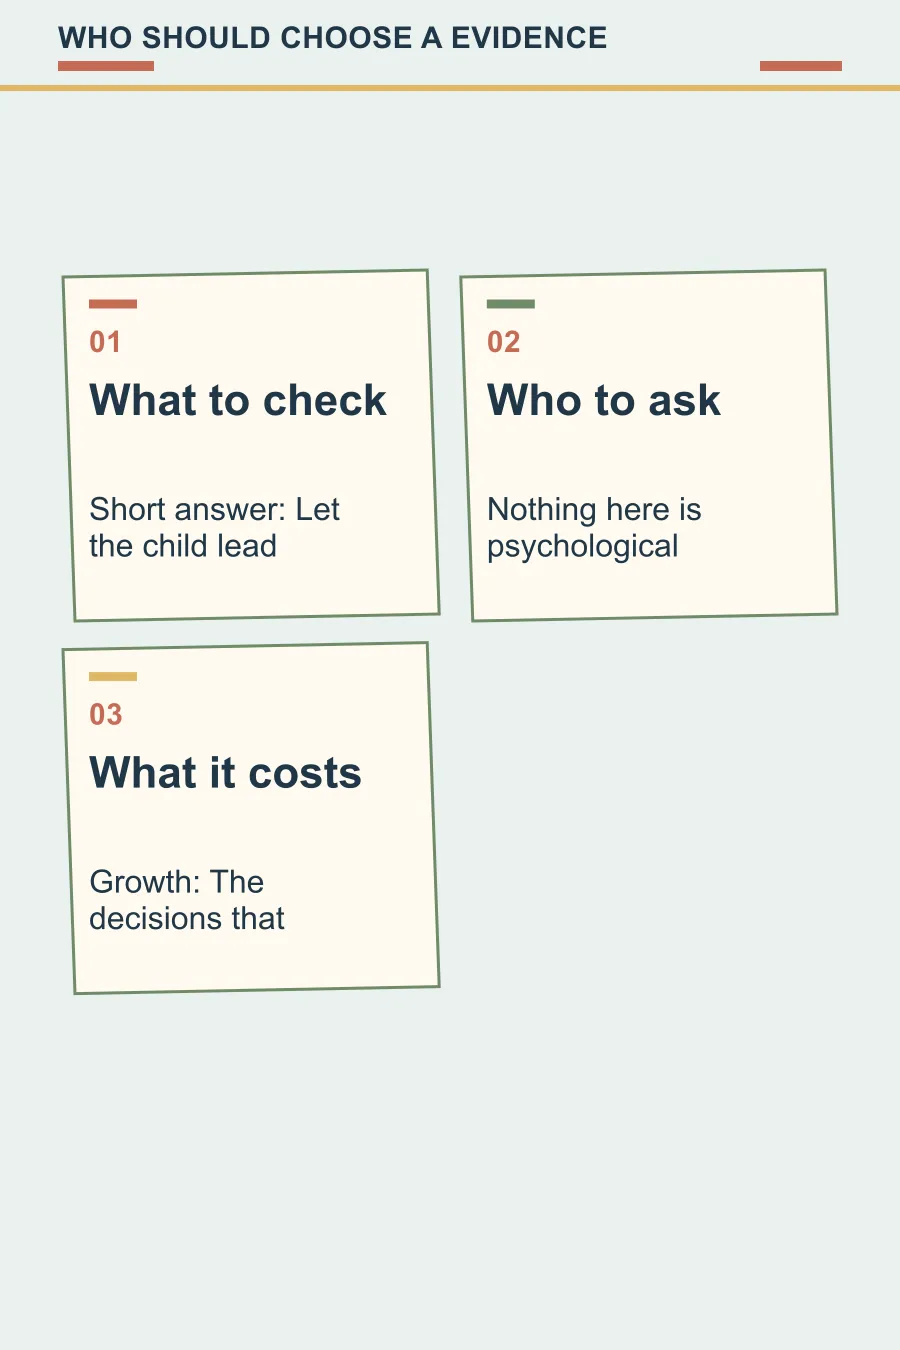 WHO SHOULD CHOOSE A EVIDENCE
01
What to check
Short answer: Let
the child lead
02
Who to ask
Nothing here is
psychological
03
What it costs
Growth: The
decisions that